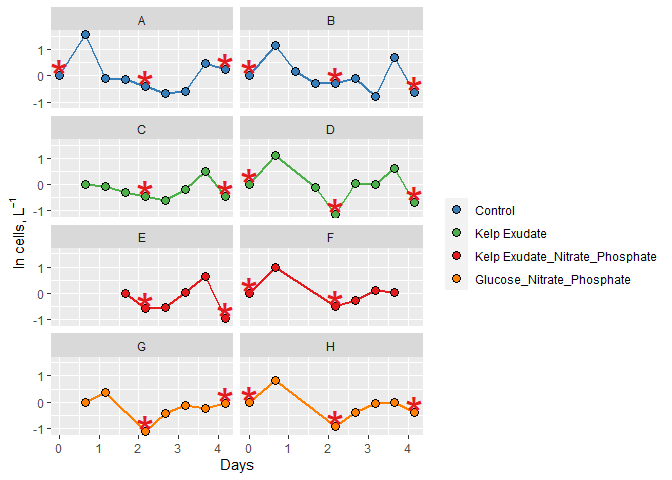 A B
1
0
-1
C D
1
0
-1
E F
1
0
-1
G H
1
0
-1
0 1 2 3 4 0 1 2 3 4
Days
ln cells, L⁻¹
Control
Kelp Exudate
Kelp Exudate_Nitrate_Phosphate
Glucose_Nitrate_Phosphate